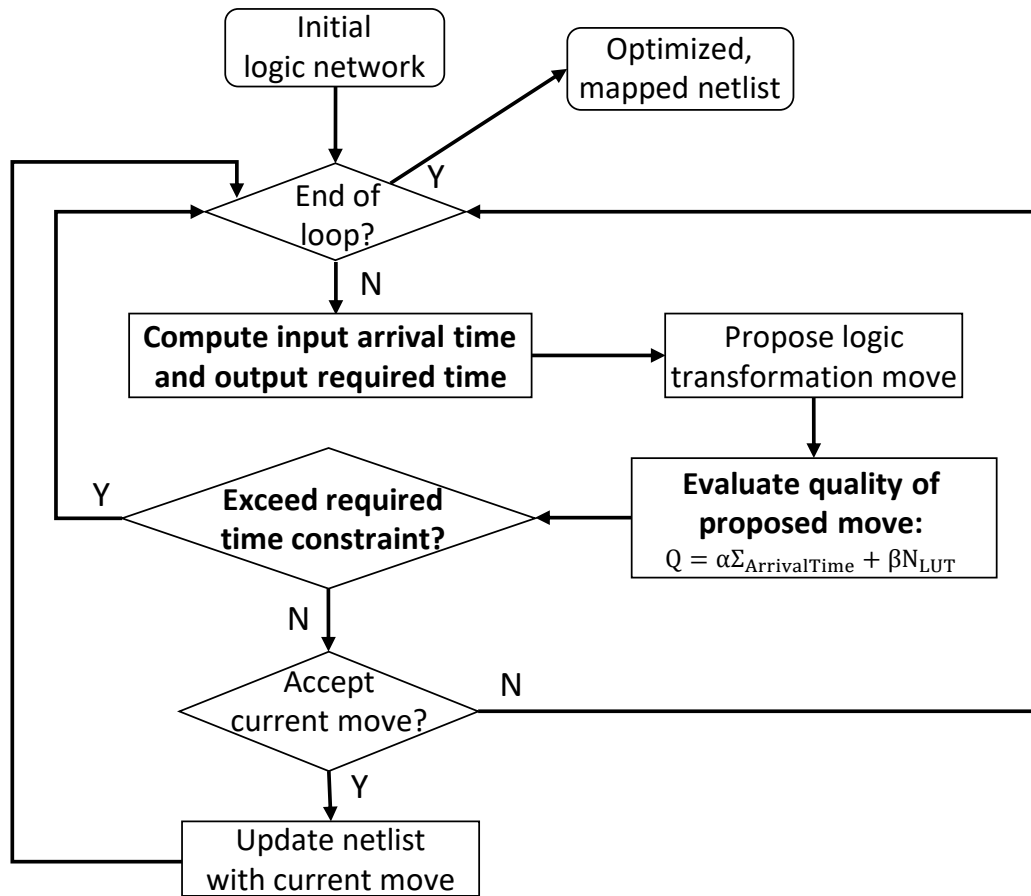 Initial
logic network
Optimized,
mapped netlist
Y
End of
loop?
N
Compute input arrival time
and output required time
Propose logic
transformation move
Evaluate quality of
proposed move:
Q = αΣ_ArrivalTime + βN_LUT
Y
Exceed required
time constraint?
N
Accept
current move?
N
Y
Update netlist
with current move